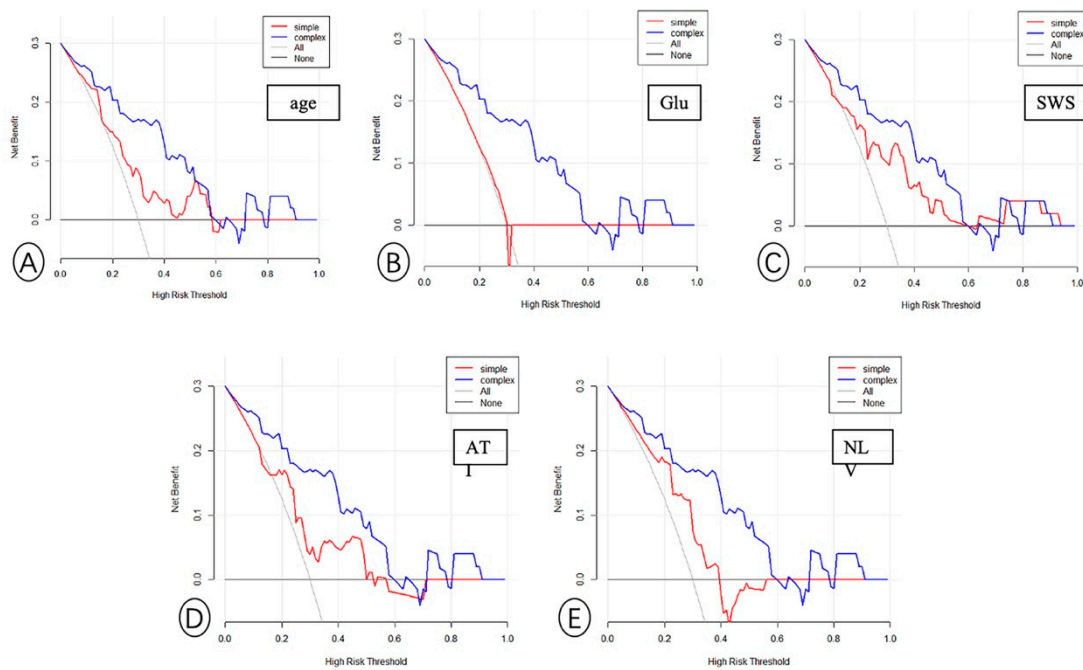 simple
complex
All
None
age
0.3
0.2
0.1
0.0
Net Benefit
0.0 0.2 0.4 0.6 0.8 1.0
High Risk Threshold
A
simple
complex
All
None
Glu
0.3
0.2
0.1
0.0
Net Benefit
0.0 0.2 0.4 0.6 0.8 1.0
High Risk Threshold
B
simple
complex
All
None
SWS
0.3
0.2
0.1
0.0
Net Benefit
0.0 0.2 0.4 0.6 0.8 1.0
High Risk Threshold
C
simple
complex
All
None
AT
I
0.3
0.2
0.1
0.0
Net Benefit
0.0 0.2 0.4 0.6 0.8 1.0
High Risk Threshold
D
simple
complex
All
None
NL
V
0.3
0.2
0.1
0.0
Net Benefit
0.0 0.2 0.4 0.6 0.8 1.0
High Risk Threshold
E